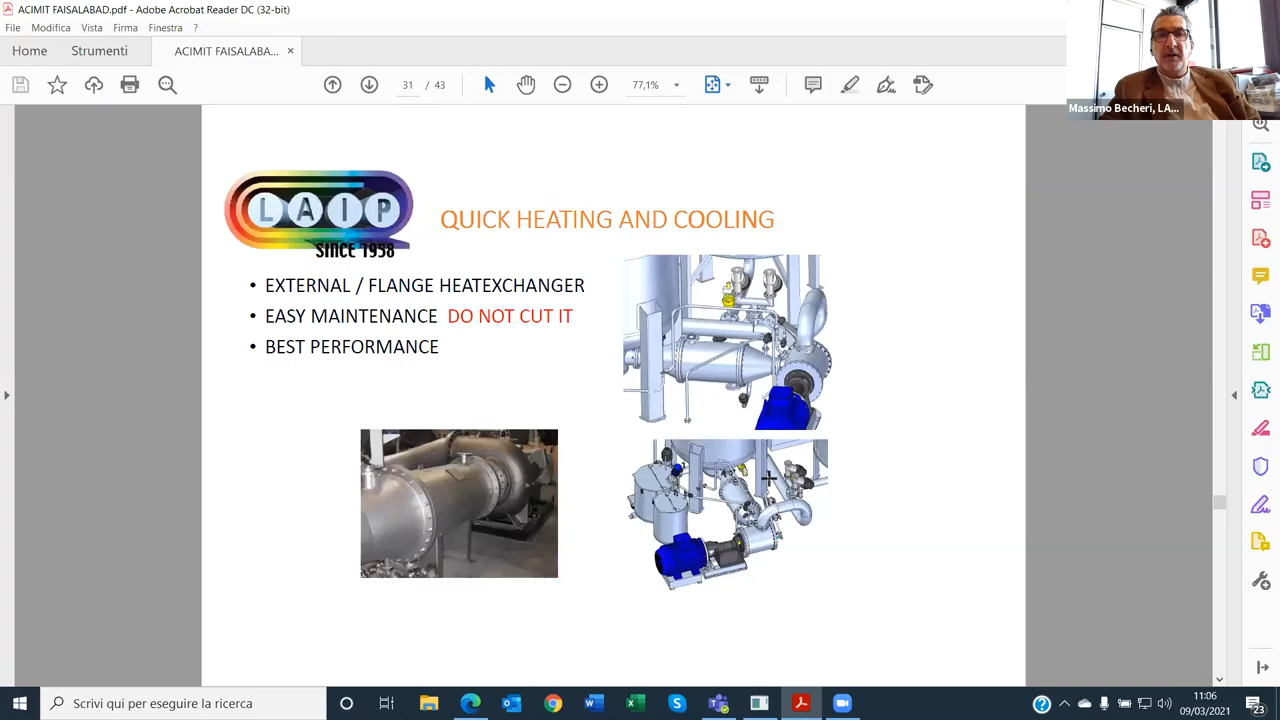 ACIMIT FAISALABAD.pdf - Adobe Acrobat Reader DC (32-bit)
File Modifica Vista Firma Finestra ?
Home Strumenti ACIMIT FAISALABA... ×
31 / 43 77,1%
Massimo Becheri, LA...
LAIP
SINCE 1958
QUICK HEATING AND COOLING
• EXTERNAL / FLANGE HEATEXCHANGER
• EASY MAINTENANCE DO NOT CUT IT
• BEST PERFORMANCE
Scrivi qui per eseguire la ricerca
11:06
09/03/2021
23